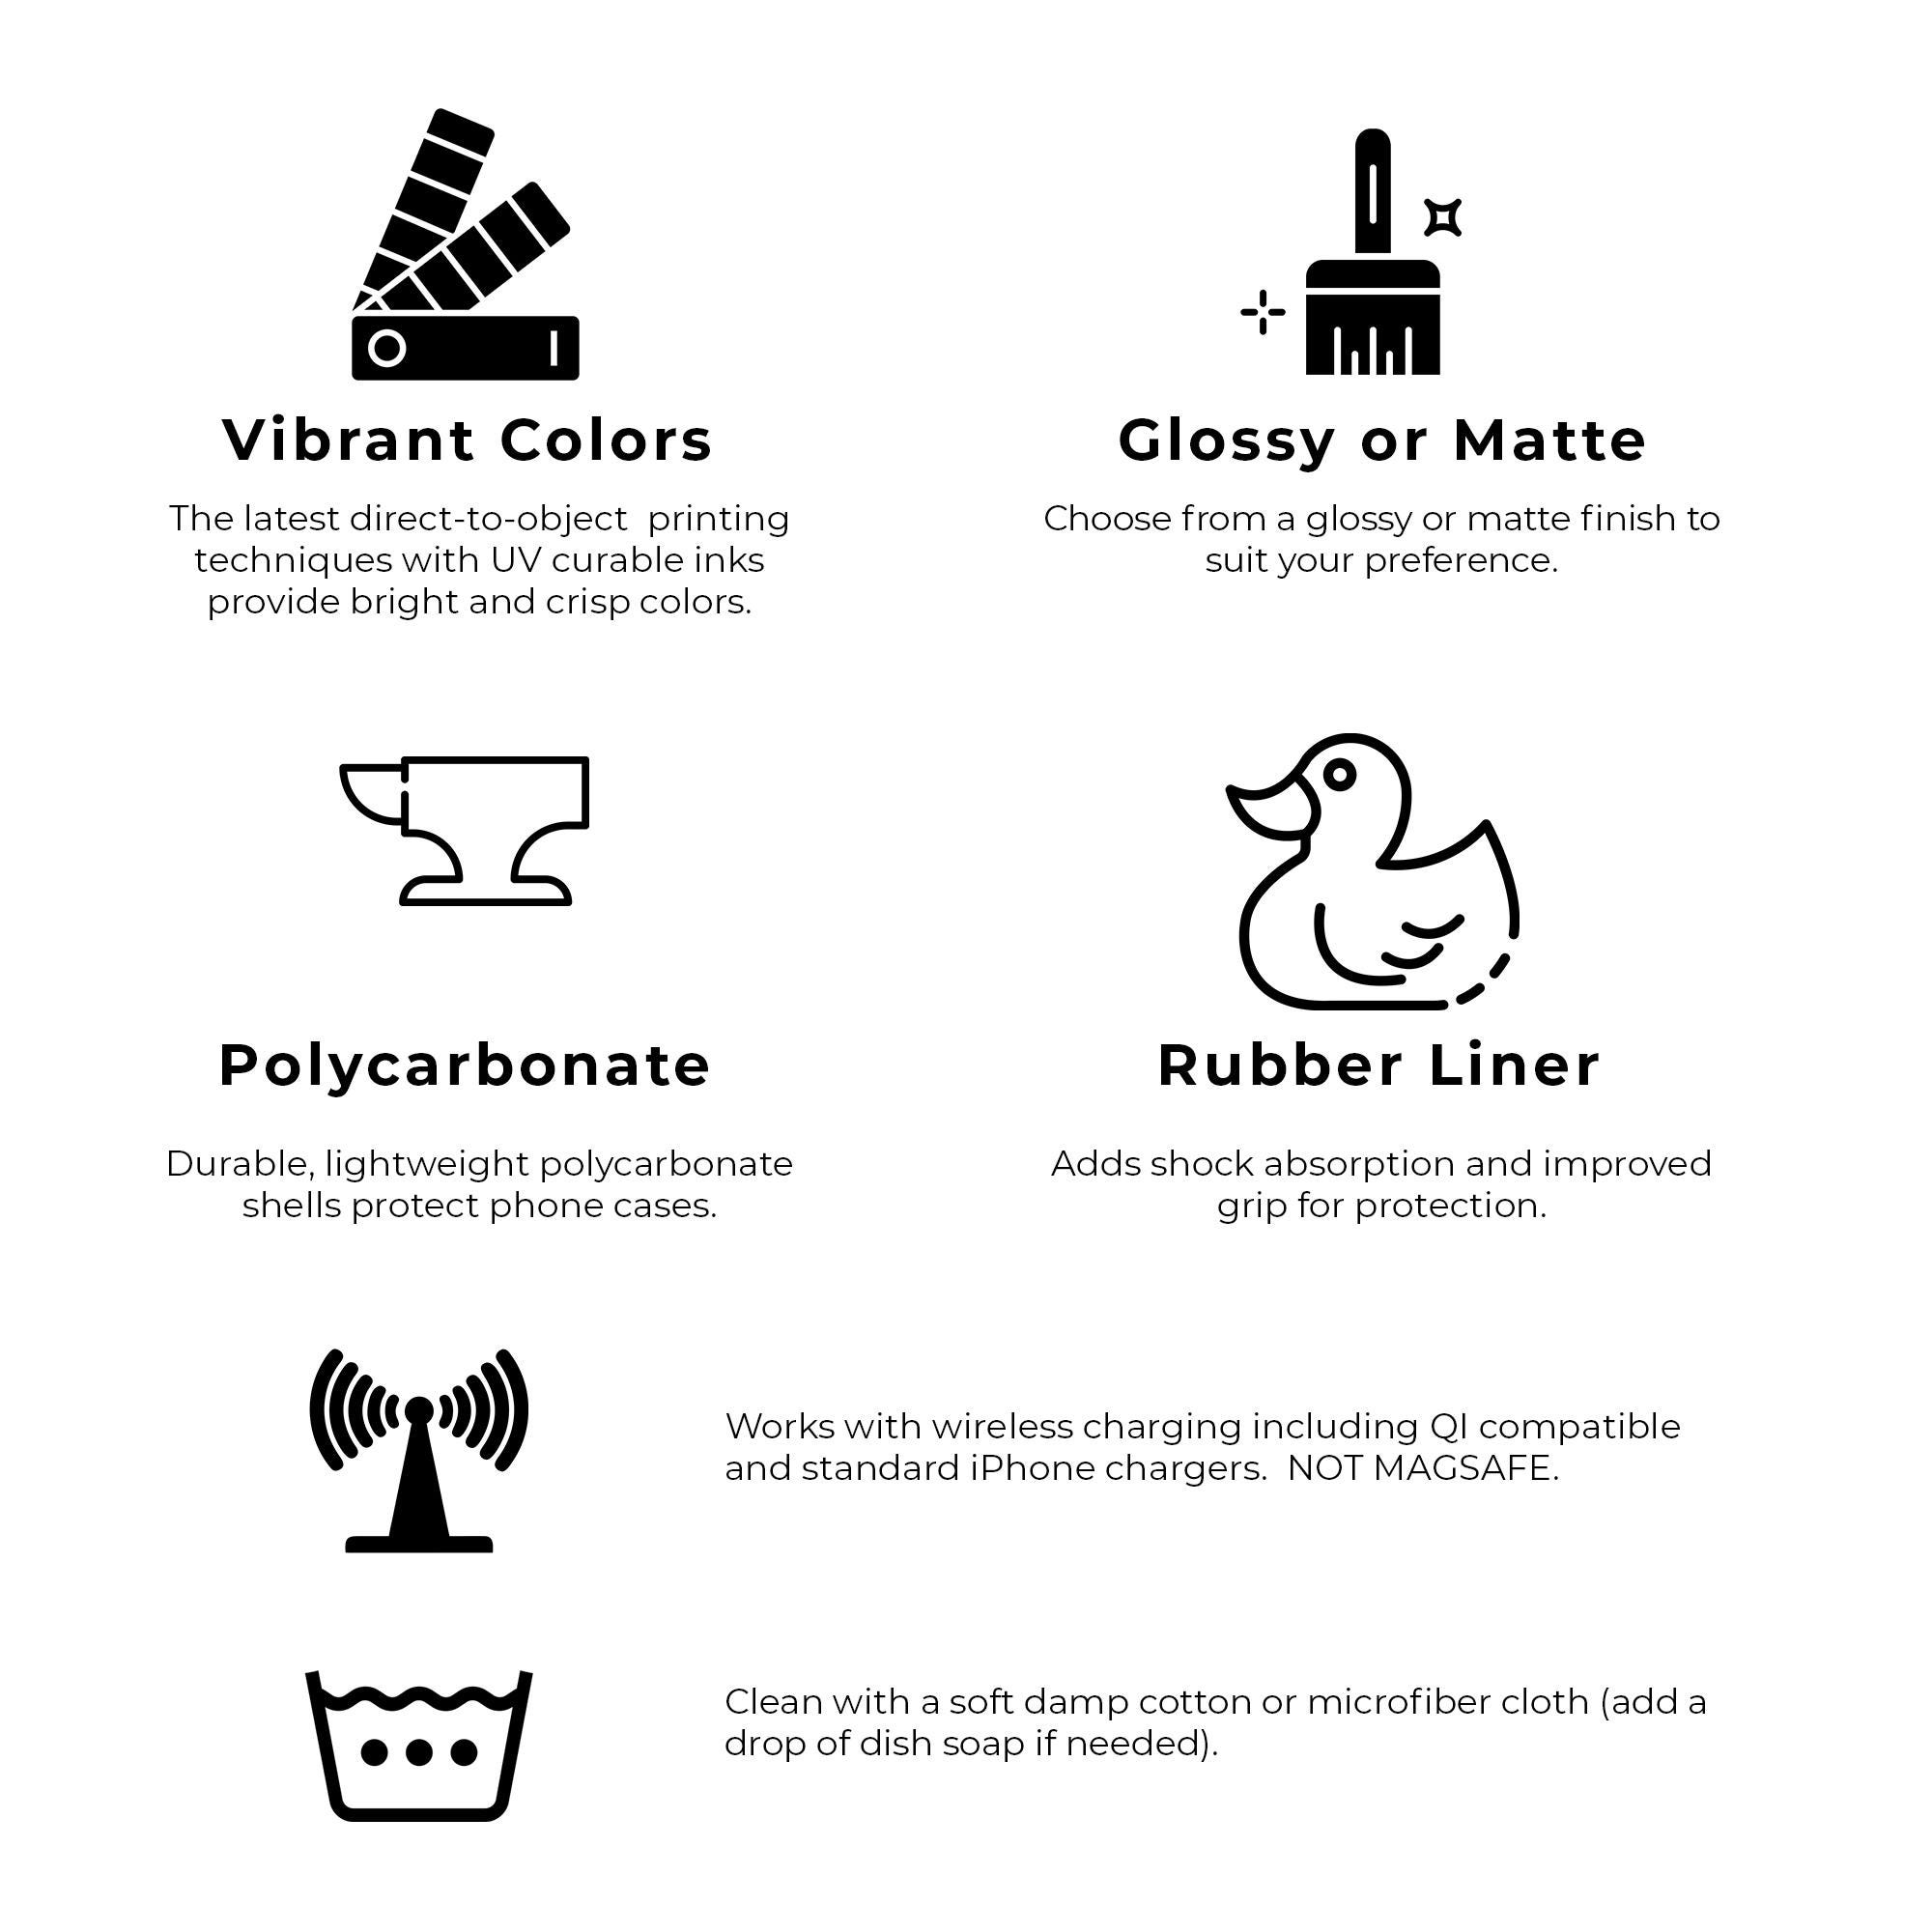 Vibrant Colors
The latest direct-to-object  printing
techniques with UV curable inks
provide bright and crisp colors.
Glossy or Matte
Choose from a glossy or matte finish to
suit your preference.
Polycarbonate
Durable, lightweight polycarbonate
shells protect phone cases.
Rubber Liner
Adds shock absorption and improved
grip for protection.
Works with wireless charging including QI compatible
and standard iPhone chargers.  NOT MAGSAFE.
Clean with a soft damp cotton or microfiber cloth (add a
drop of dish soap if needed).